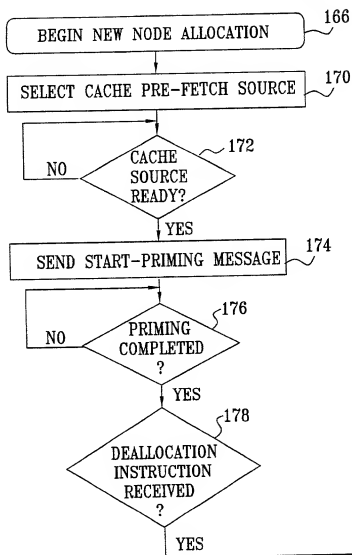 BEGIN NEW NODE ALLOCATION
166
SELECT CACHE PRE-FETCH SOURCE
170
172
CACHE
SOURCE
READY?
NO
YES
SEND START-PRIMING MESSAGE
174
176
PRIMING
COMPLETED
?
NO
YES
178
DEALLOCATION
INSTRUCTION
RECEIVED
?
YES